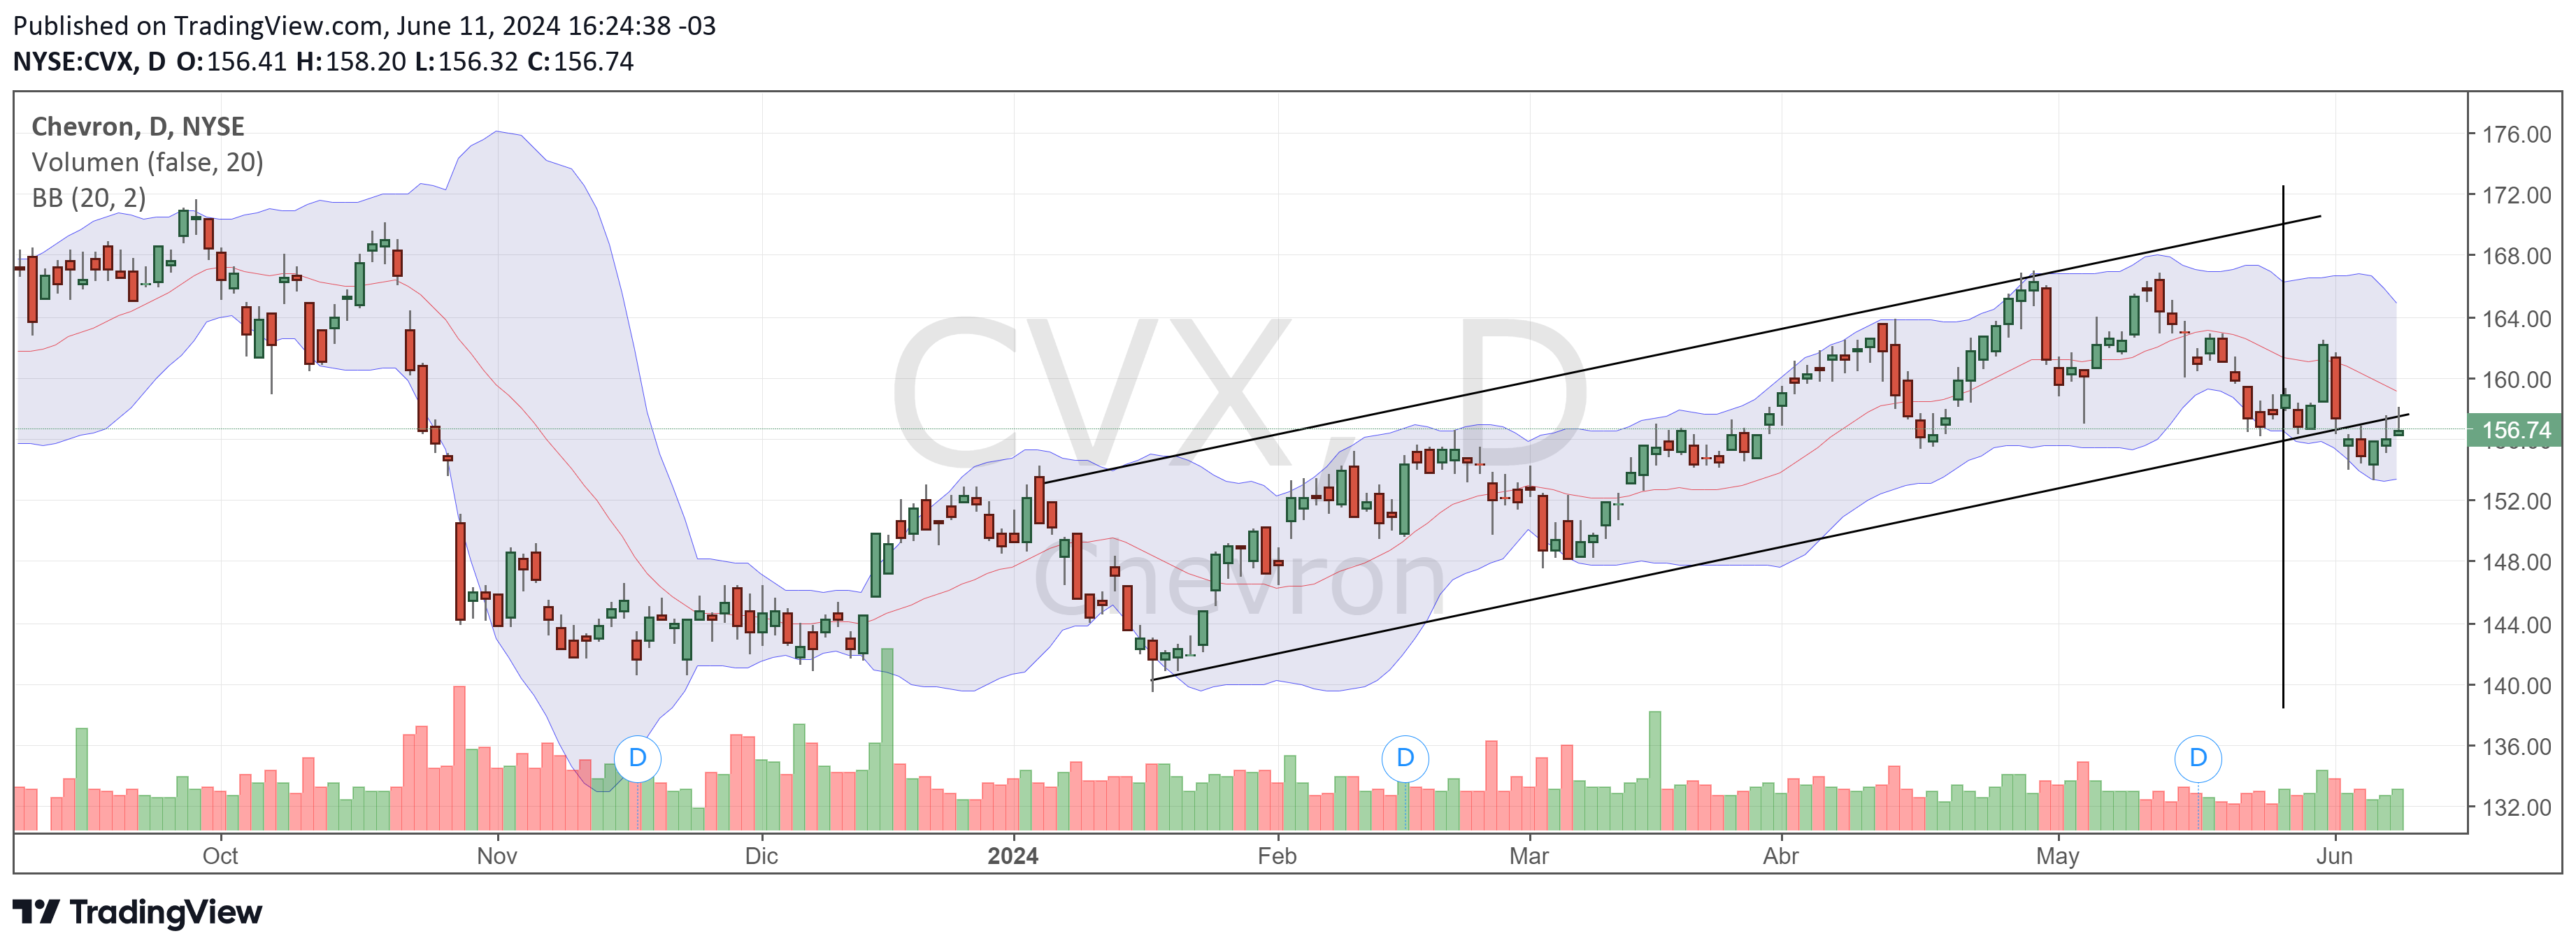 Published on TradingView.com, June 11, 2024 16:24:38 -03
NYSE:CVX, D O:156.41 H:158.20 L:156.32 C:156.74
Chevron, D, NYSE
Volumen (false, 20)
BB (20, 2)
CVX, D
Chevron
176.00
172.00
168.00
164.00
160.00
156.74
152.00
148.00
144.00
140.00
136.00
132.00
D D D
Oct Nov Dic 2024 Feb Mar Abr May Jun
TradingView